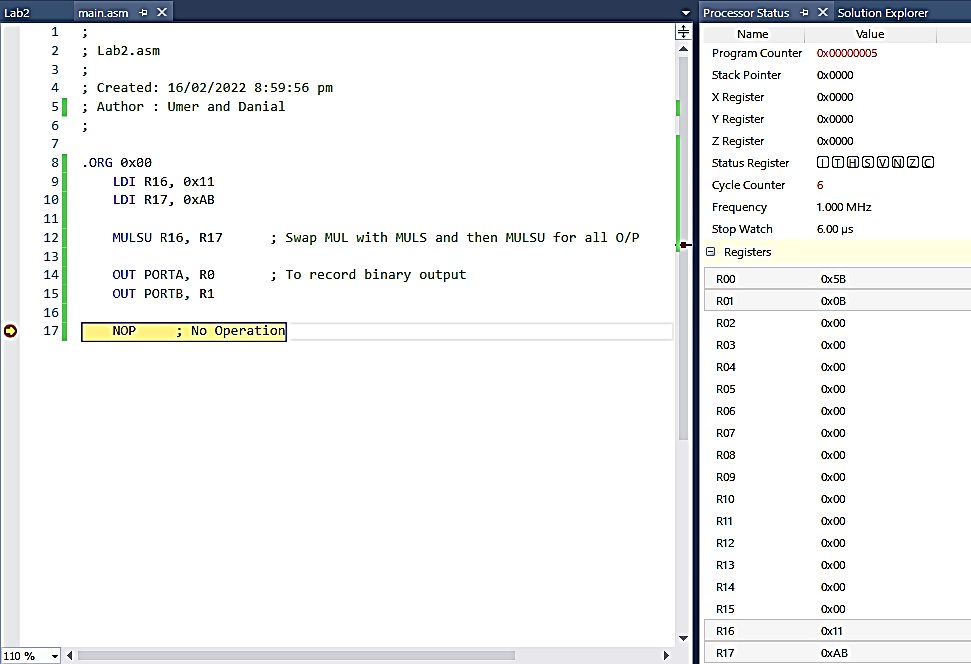 Lab2
main.asm
1 ;
2 ; Lab2.asm
3 ;
4 ; Created: 16/02/2022 8:59:56 pm
5 ; Author : Umer and Danial
6 ;
7
8 .ORG 0x00
9 LDI R16, 0x11
10 LDI R17, 0xAB
11
12 MULSU R16, R17 ; Swap MUL with MULS and then MULSU for all O/P
13
14 OUT PORTA, R0 ; To record binary output
15 OUT PORTB, R1
16
17 NOP ; No Operation
110 %
Processor Status Solution Explorer
Name Value
Program Counter 0x00000005
Stack Pointer 0x0000
X Register 0x0000
Y Register 0x0000
Z Register 0x0000
Status Register I T H S V N Z C
Cycle Counter 6
Frequency 1.000 MHz
Stop Watch 6.00 µs
Registers
R00 0x5B
R01 0x0B
R02 0x00
R03 0x00
R04 0x00
R05 0x00
R06 0x00
R07 0x00
R08 0x00
R09 0x00
R10 0x00
R11 0x00
R12 0x00
R13 0x00
R14 0x00
R15 0x00
R16 0x11
R17 0xAB